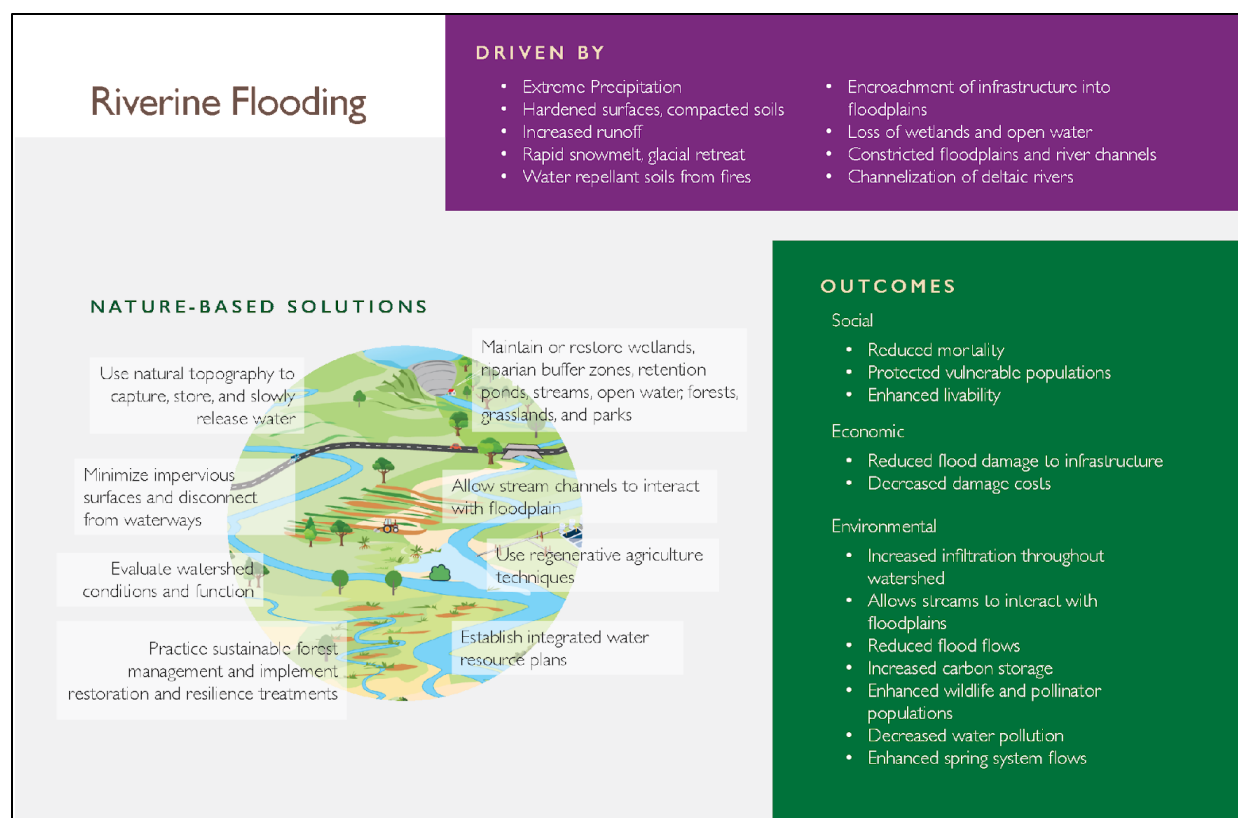 Riverine Flooding
DRIVEN BY
• Extreme Precipitation
• Hardened surfaces, compacted soils
• Increased runoff
• Rapid snowmelt, glacial retreat
• Water repellant soils from fires
• Encroachment of infrastructure into
floodplains
• Loss of wetlands and open water
• Constricted floodplains and river channels
• Channelization of deltaic rivers
NATURE-BASED SOLUTIONS
Use natural topography to
capture, store, and slowly
release water
Maintain or restore wetlands,
riparian buffer zones, retention
ponds, streams, open water, forests,
grasslands, and parks
Minimize impervious
surfaces and disconnect
from waterways
Allow stream channels to interact
with floodplain
Evaluate watershed
conditions and function
Use regenerative agriculture
techniques
Practice sustainable forest
management and implement
restoration and resilience treatments
Establish integrated water
resource plans
OUTCOMES
Social
• Reduced mortality
• Protected vulnerable populations
• Enhanced livability
Economic
• Reduced flood damage to infrastructure
• Decreased damage costs
Environmental
• Increased infiltration throughout
watershed
• Allows streams to interact with
floodplains
• Reduced flood flows
• Increased carbon storage
• Enhanced wildlife and pollinator
populations
• Decreased water pollution
• Enhanced spring system flows